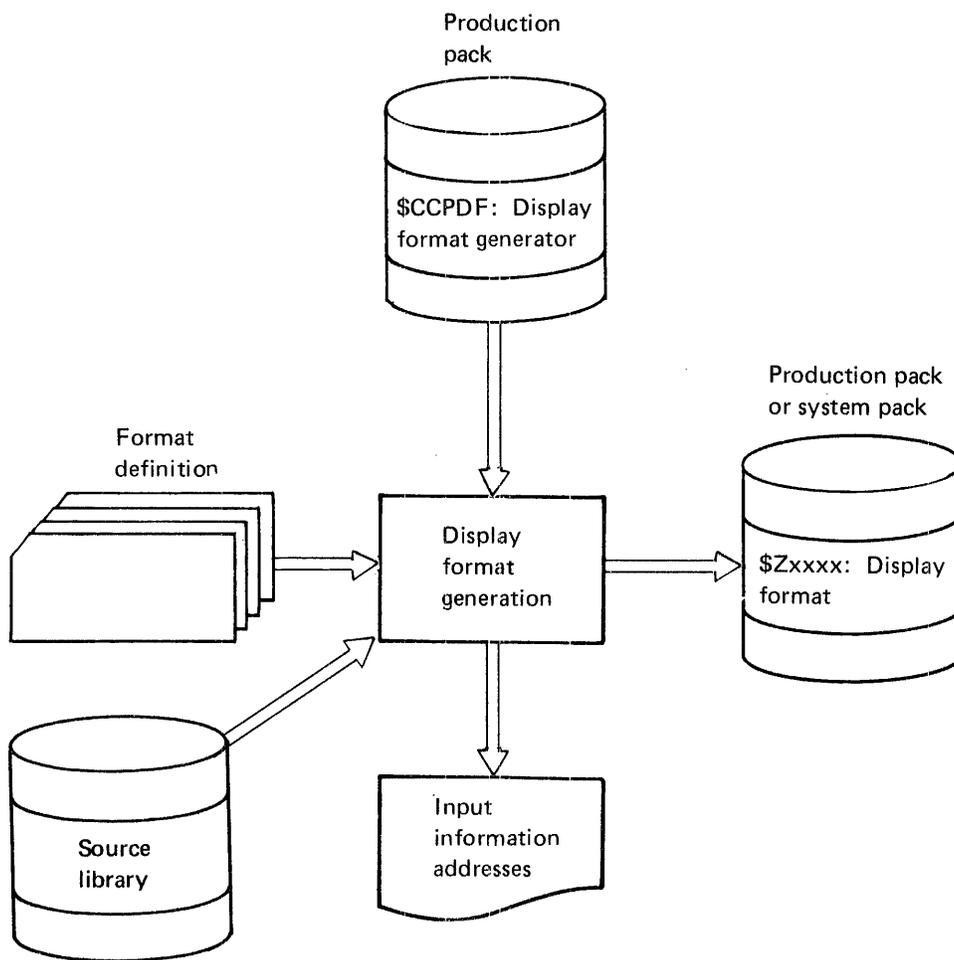 Production
pack
$CCPDF: Display
format generator
Production pack
or system pack
Format
definition
Display
format
generation
$Zxxxx: Display
format
Input
information
addresses
Source
library